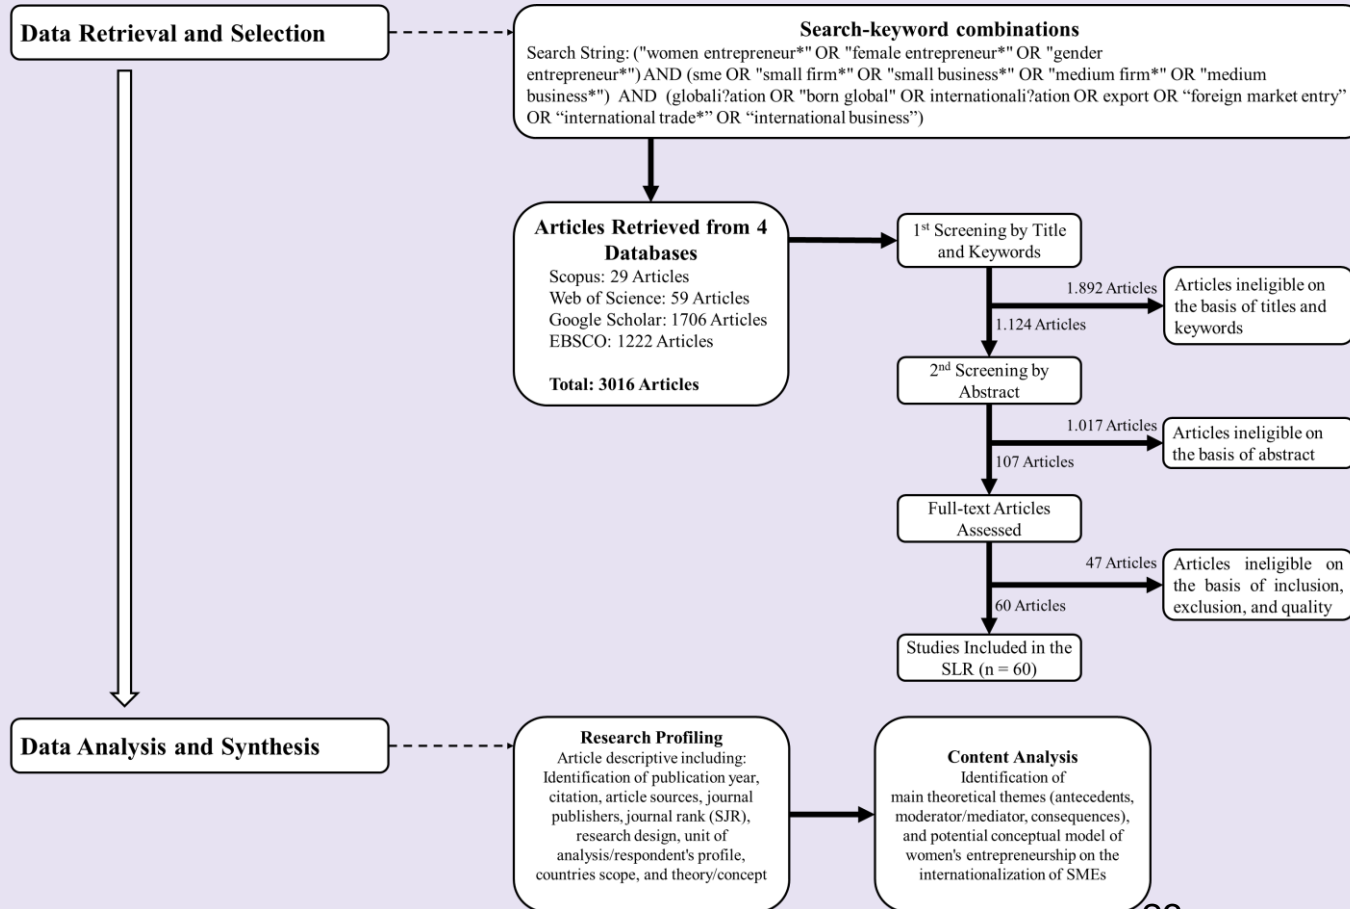 Data Retrieval and Selection
Search-keyword combinations
Search String: ("women entrepreneur*" OR "female entrepreneur*" OR "gender
entrepreneur*") AND (sme OR "small firm*" OR "small business*" OR "medium firm*" OR "medium
business*") AND (globali?ation OR "born global" OR internationali?ation OR export OR “foreign market entry”
OR “international trade*” OR “international business”)
Articles Retrieved from 4
Databases
Scopus: 29 Articles
Web of Science: 59 Articles
Google Scholar: 1706 Articles
EBSCO: 1222 Articles
Total: 3016 Articles
1st Screening by Title
and Keywords
1.892 Articles
Articles ineligible on
the basis of titles and
keywords
1.124 Articles
2nd Screening by
Abstract
1.017 Articles
Articles ineligible on
the basis of abstract
107 Articles
Full-text Articles
Assessed
47 Articles
Articles ineligible on
the basis of inclusion,
exclusion, and quality
60 Articles
Studies Included in the
SLR (n = 60)
Data Analysis and Synthesis
Research Profiling
Article descriptive including:
Identification of publication year,
citation, article sources, journal
publishers, journal rank (SJR),
research design, unit of
analysis/respondent's profile,
countries scope, and theory/concept
Content Analysis
Identification of
main theoretical themes (antecedents,
moderator/mediator, consequences),
and potential conceptual model of
women's entrepreneurship on the
internationalization of SMEs